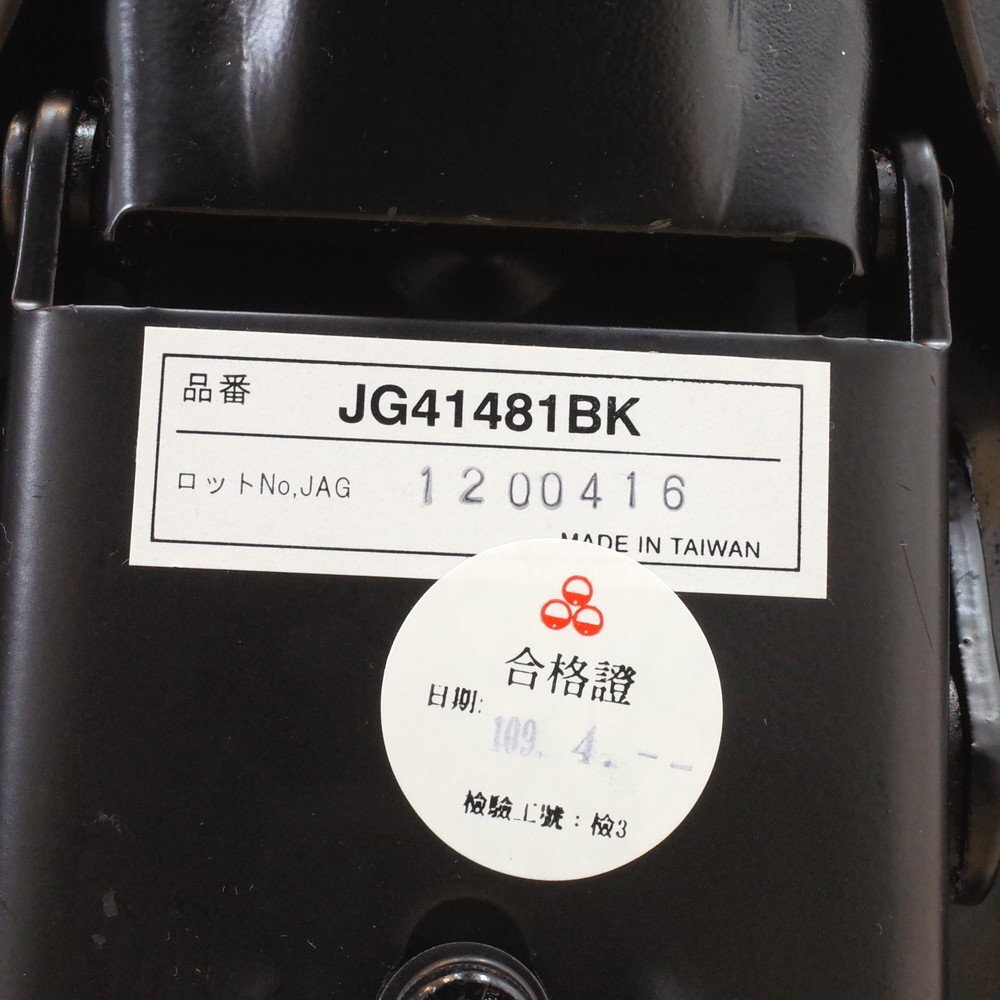 品番 JG41481BK
ロットNo,JAG 1200416
MADE IN TAIWAN
合格證
日期:
109. 4. --
檢驗工號：檢3